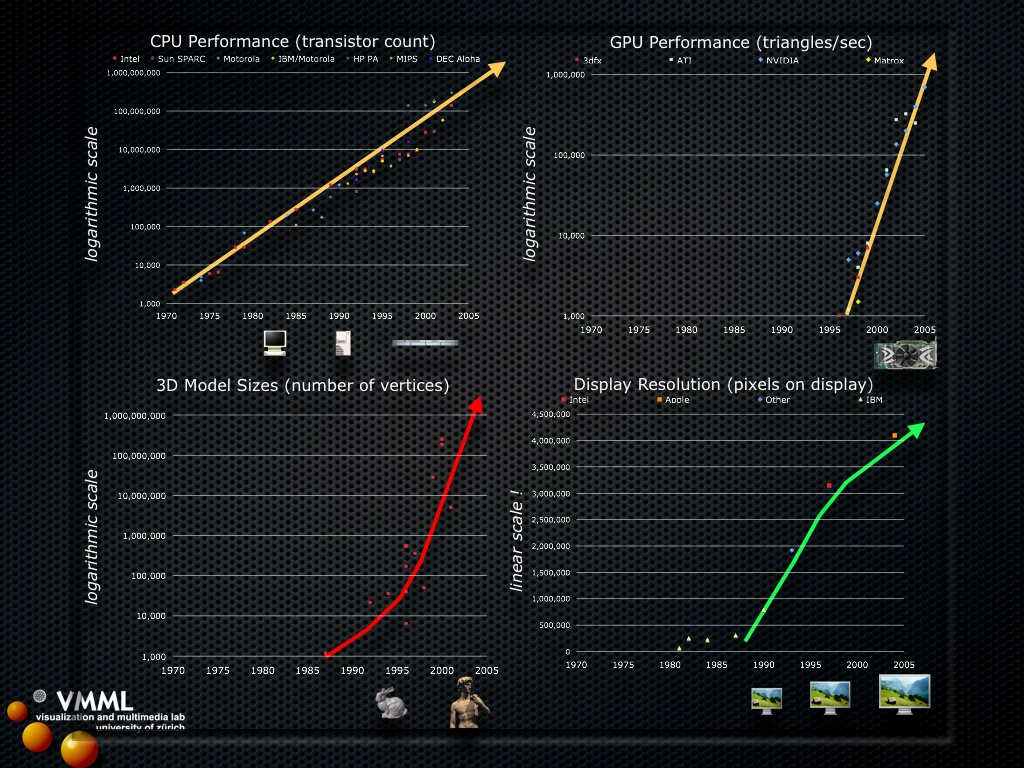 CPU Performance (transistor count)
Intel Sun SPARC Motorola IBM/Motorola HP PA MIPS DEC Alpha
logarithmic scale
1,000,000,000
100,000,000
10,000,000
1,000,000
100,000
10,000
1,000
1970 1975 1980 1985 1990 1995 2000 2005
GPU Performance (triangles/sec)
3dfx ATI NVIDIA Matrox
logarithmic scale
1,000,000
100,000
10,000
1,000
1970 1975 1980 1985 1990 1995 2000 2005
3D Model Sizes (number of vertices)
logarithmic scale
1,000,000,000
100,000,000
10,000,000
1,000,000
100,000
10,000
1,000
1970 1975 1980 1985 1990 1995 2000 2005
Display Resolution (pixels on display)
Intel Apple Other IBM
linear scale !
4,500,000
4,000,000
3,500,000
3,000,000
2,500,000
2,000,000
1,500,000
1,000,000
500,000
0
1970 1975 1980 1985 1990 1995 2000 2005
VMML
visualization and multimedia lab
university of zürich